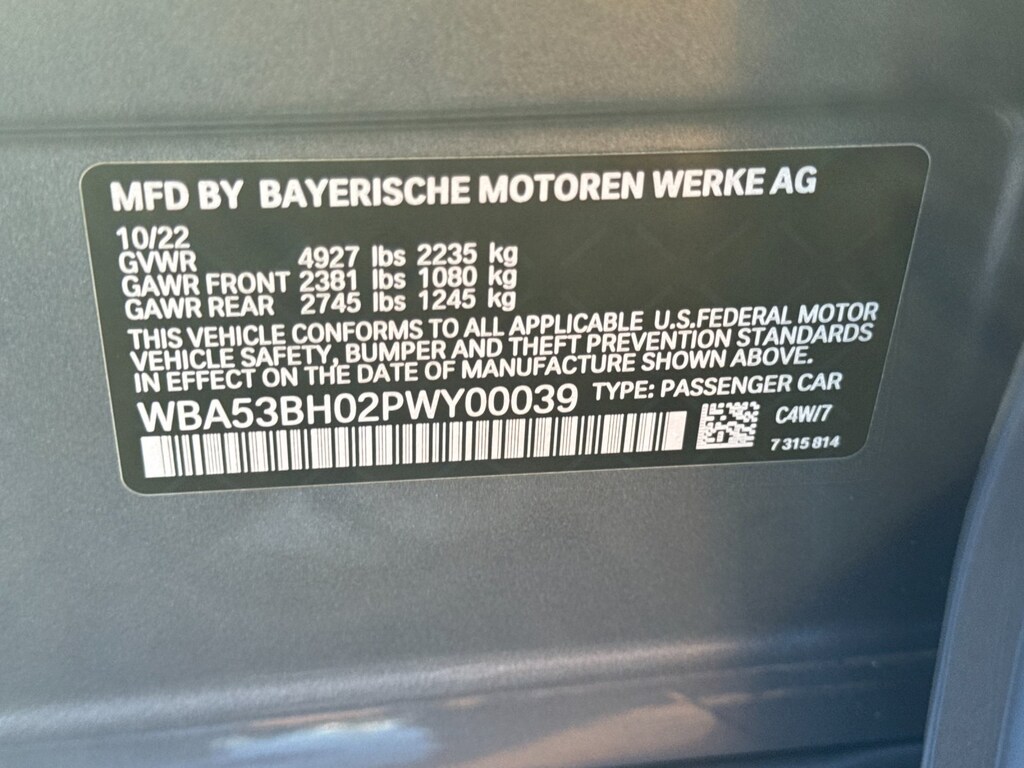 MFD BY BAYERISCHE MOTOREN WERKE AG
10/22
GVWR 4927 lbs 2235 kg
GAWR FRONT 2381 lbs 1080 kg
GAWR REAR 2745 lbs 1245 kg
THIS VEHICLE CONFORMS TO ALL APPLICABLE U.S.FEDERAL MOTOR
VEHICLE SAFETY, BUMPER AND THEFT PREVENTION STANDARDS
IN EFFECT ON THE DATE OF MANUFACTURE SHOWN ABOVE.
WBA53BH02PWY00039 TYPE: PASSENGER CAR
C4W/7
7 315 814